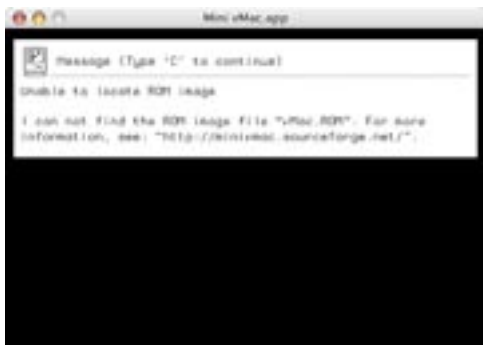 Mini vMac.app
Message (Type 'C' to continue)
Unable to locate ROM image
I can not find the ROM image file "vMac.ROM". For more
information, see: "http://minivmac.sourceforge.net/".